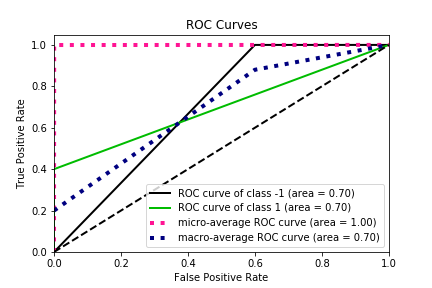 ROC Curves
True Positive Rate
1.0
0.8
0.6
0.4
0.2
0.0
ROC curve of class -1 (area = 0.70)
ROC curve of class 1 (area = 0.70)
micro-average ROC curve (area = 1.00)
macro-average ROC curve (area = 0.70)
0.0 0.2 0.4 0.6 0.8 1.0
False Positive Rate